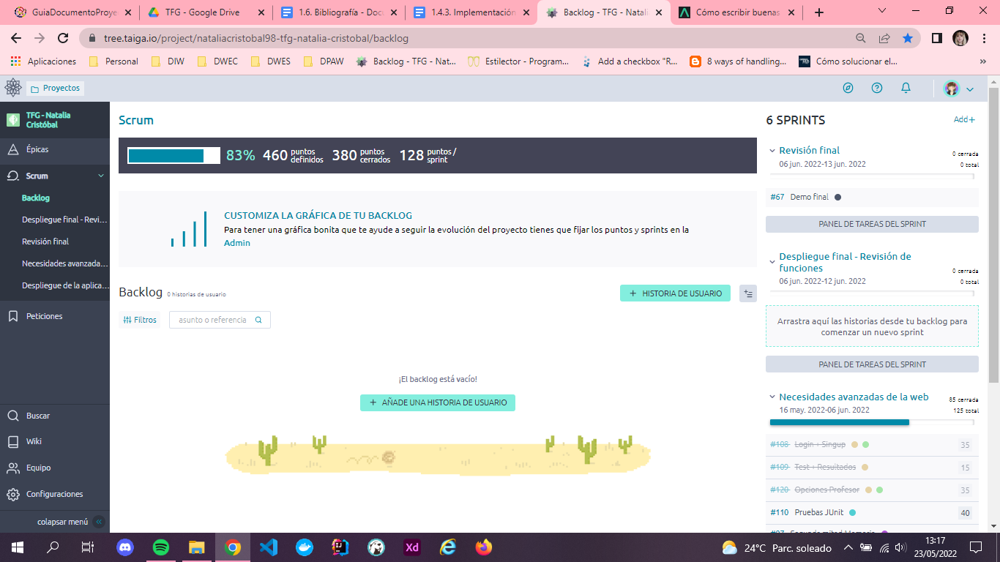 GuiaDocumentoProye
TFG - Google Drive
1.6. Bibliografía - Docu
1.4.3. Implementación
Backlog - TFG - Natali
Cómo escribir buenas
tree.taiga.io/project/nataliacristobal98-tfg-natalia-cristobal/backlog
Aplicaciones
Personal
DIW
DWEC
DWES
DPAW
Backlog - TFG - Nat...
Estilector - Program...
Add a checkbox "R...
8 ways of handling...
Cómo solucionar el...
Proyectos
TFG - Natalia
Cristóbal
Épicas
Scrum
Backlog
Despliegue final - Revi...
Revisión final
Necesidades avanzada...
Despliegue de la aplica...
Peticiones
Buscar
Wiki
Equipo
Configuraciones
colapsar menú
Scrum
83% 460 puntos definidos 380 puntos cerrados 128 puntos / sprint
CUSTOMIZA LA GRÁFICA DE TU BACKLOG
Para tener una gráfica bonita que te ayude a seguir la evolución del proyecto tienes que fijar los puntos y sprints en la
Admin
Backlog 0 historias de usuario
+ HISTORIA DE USUARIO
Filtros
asunto o referencia
¡El backlog está vacío!
+ AÑADE UNA HISTORIA DE USUARIO
6 SPRINTS
Add+
Revisión final
0 cerrada
06 jun. 2022-13 jun. 2022
0 total
#67 Demo final
PANEL DE TAREAS DEL SPRINT
Despliegue final - Revisión de
funciones
0 cerrada
06 jun. 2022-12 jun. 2022
0 total
Arrastra aquí las historias desde tu backlog para
comenzar un nuevo sprint
PANEL DE TAREAS DEL SPRINT
Necesidades avanzadas de la web
85 cerrada
16 may. 2022-06 jun. 2022
125 total
#108 Login + Singup 35
#109 Test + Resultados 15
#120 Opciones Profesor 35
#110 Pruebas JUnit 40
Xd
24°C Parc. soleado
13:17
23/05/2022